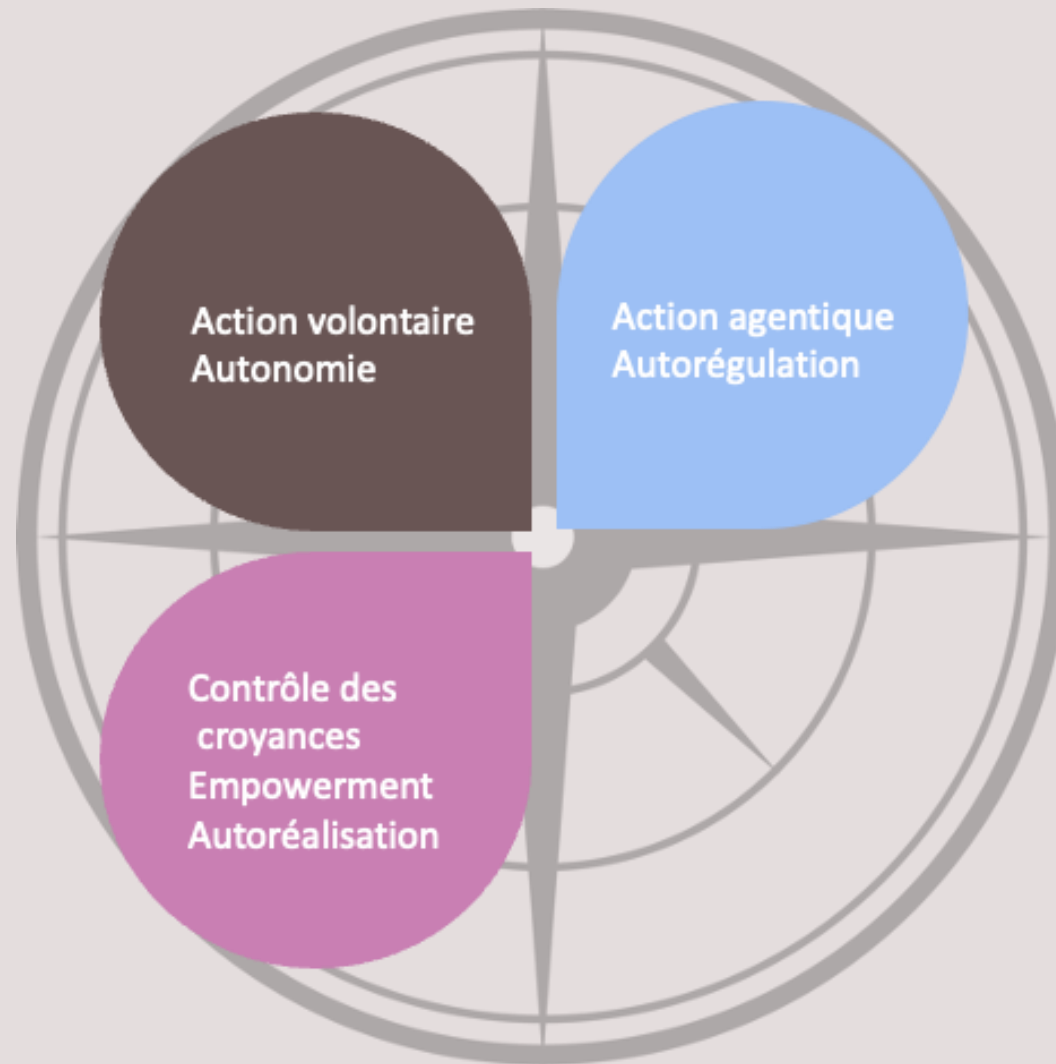 Action volontaire
Autonomie
Action agentique
Autorégulation
Contrôle des
croyances
Empowerment
Autoréalisation